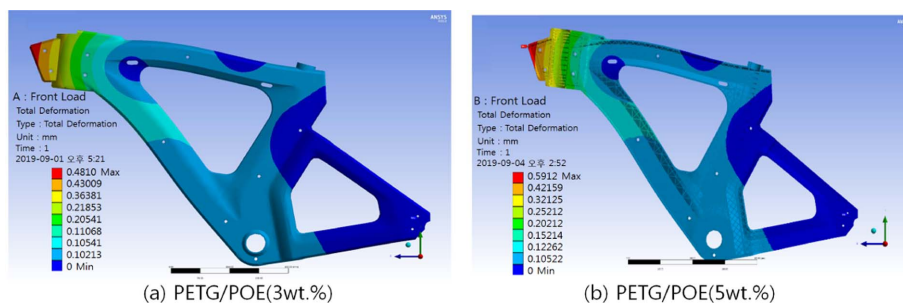 ANSYS
A : Front Load
Total Deformation
Type : Total Deformation
Unit : mm
Time : 1
2019-09-01 오후 5:21
0.4810 Max
0.43009
0.36381
0.21853
0.20541
0.11068
0.10541
0.10213
0 Min
(a) PETG/POE(3wt.%)
ANSYS
B : Front Load
Total Deformation
Type : Total Deformation
Unit : mm
Time : 1
2019-09-04 오후 2:52
0.5912 Max
0.42159
0.32125
0.25212
0.20212
0.15214
0.12262
0.10522
0 Min
(b) PETG/POE(5wt.%)